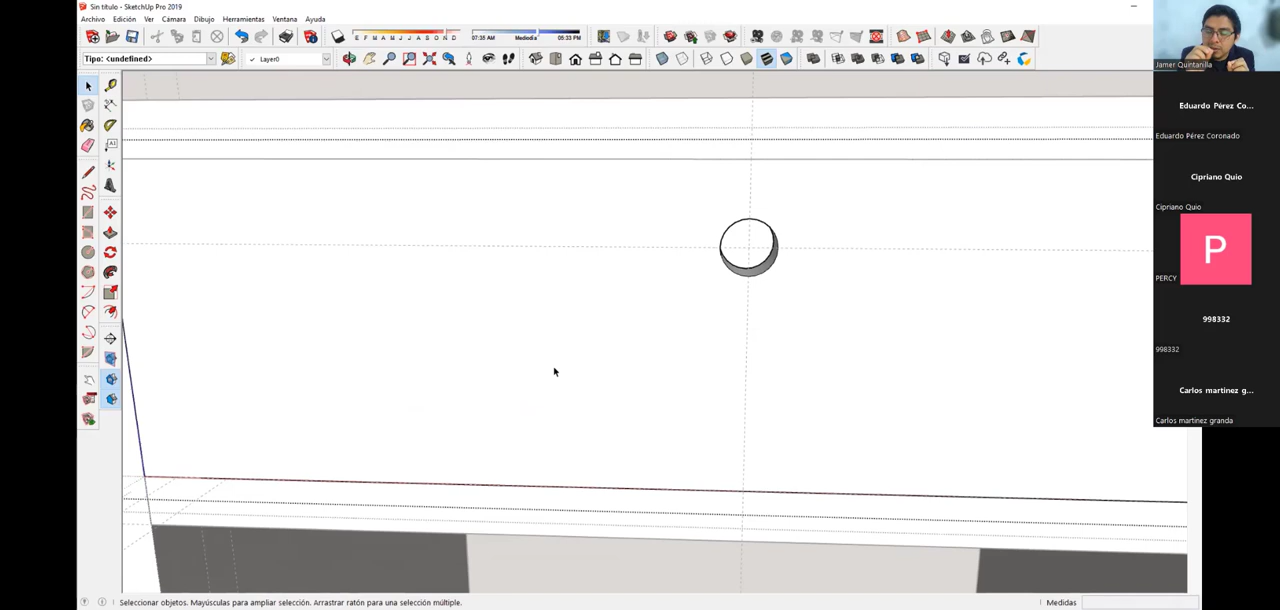 Sin título - SketchUp Pro 2019
Archivo Edición Ver Cámara Dibujo Herramientas Ventana Ayuda
E F M A M J J A S O N D
07:35 AM Mediodía 05:33 PM
Tipo: <undefined>
Layer0
A1
Jamer Quintanilla
Eduardo Pérez Co...
Eduardo Pérez Coronado
Cipriano Quio
Cipriano Quio
P
PERCY
998332
998332
Carlos martinez g...
Carlos martinez granda
Seleccionar objetos. Mayúsculas para ampliar selección. Arrastrar ratón para una selección múltiple.
Medidas